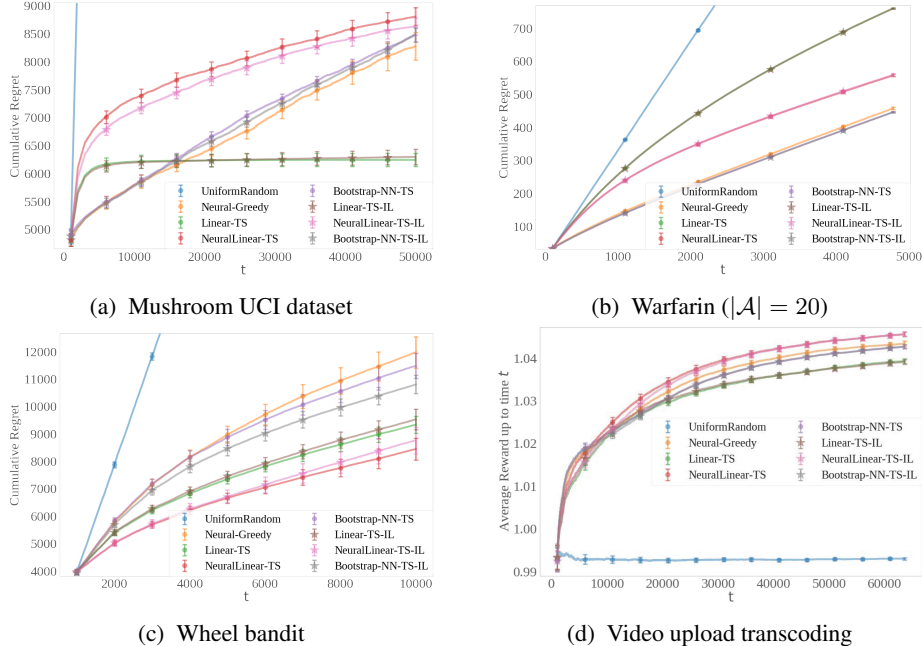 9000
8500
8000
7500
7000
6500
6000
5500
5000
Cumulative Regret
UniformRandom
Neural-Greedy
Linear-TS
NeuralLinear-TS
Bootstrap-NN-TS
Linear-TS-IL
NeuralLinear-TS-IL
Bootstrap-NN-TS-IL
0 10000 20000 30000 40000 50000
t
(a) Mushroom UCI dataset
700
600
500
400
300
200
100
Cumulative Regret
UniformRandom
Neural-Greedy
Linear-TS
NeuralLinear-TS
Bootstrap-NN-TS
Linear-TS-IL
NeuralLinear-TS-IL
Bootstrap-NN-TS-IL
0 1000 2000 3000 4000 5000
t
(b) Warfarin (|𝒜| = 20)
12000
11000
10000
9000
8000
7000
6000
5000
4000
Cumulative Regret
UniformRandom
Neural-Greedy
Linear-TS
NeuralLinear-TS
Bootstrap-NN-TS
Linear-TS-IL
NeuralLinear-TS-IL
Bootstrap-NN-TS-IL
2000 4000 6000 8000 10000
t
(c) Wheel bandit
1.04
1.03
1.02
1.01
1.00
0.99
Average Reward up to time t
UniformRandom
Neural-Greedy
Linear-TS
NeuralLinear-TS
Bootstrap-NN-TS
Linear-TS-IL
NeuralLinear-TS-IL
Bootstrap-NN-TS-IL
0 10000 20000 30000 40000 50000 60000
t
(d) Video upload transcoding